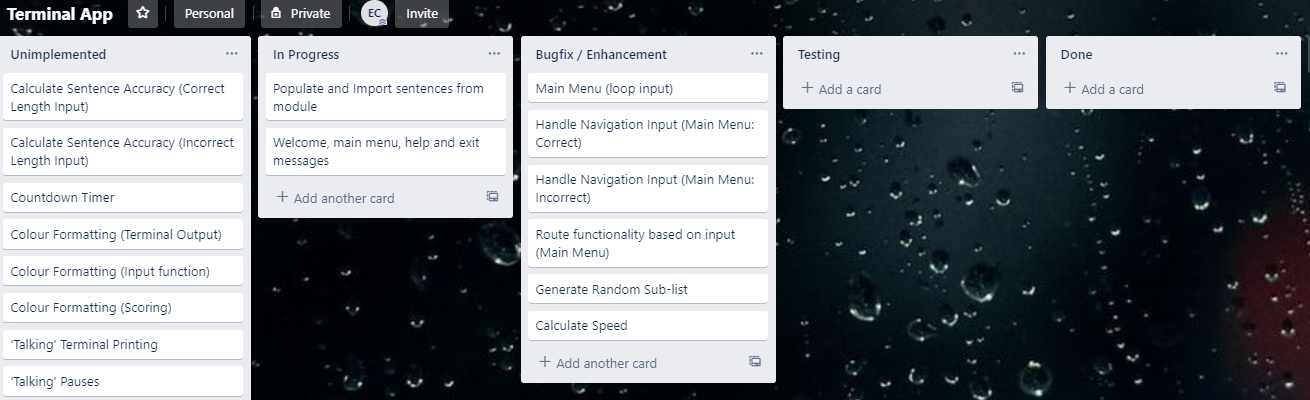 Terminal App
Personal
Private
EC
Invite
Unimplemented
Calculate Sentence Accuracy (Correct
Length Input)
Calculate Sentence Accuracy (Incorrect
Length Input)
Countdown Timer
Colour Formatting (Terminal Output)
Colour Formatting (Input function)
Colour Formatting (Scoring)
'Talking' Terminal Printing
'Talking' Pauses
In Progress
Populate and Import sentences from
module
Welcome, main menu, help and exit
messages
Add another card
Bugfix / Enhancement
Main Menu (loop input)
Handle Navigation Input (Main Menu:
Correct)
Handle Navigation Input (Main Menu:
Incorrect)
Route functionality based on input
(Main Menu)
Generate Random Sub-list
Calculate Speed
Add another card
Testing
Add a card
Done
Add a card